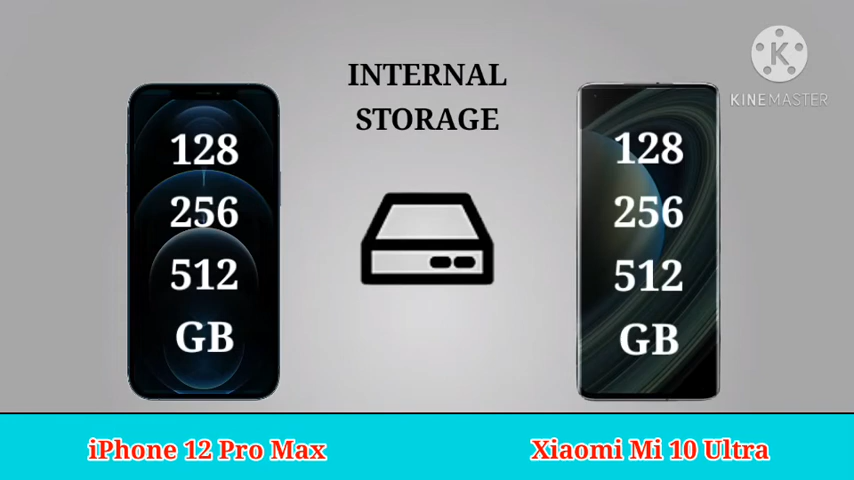 INTERNAL
STORAGE
KINEMASTER
128
256
512
GB
128
256
512
GB
iPhone 12 Pro Max
Xiaomi Mi 10 Ultra